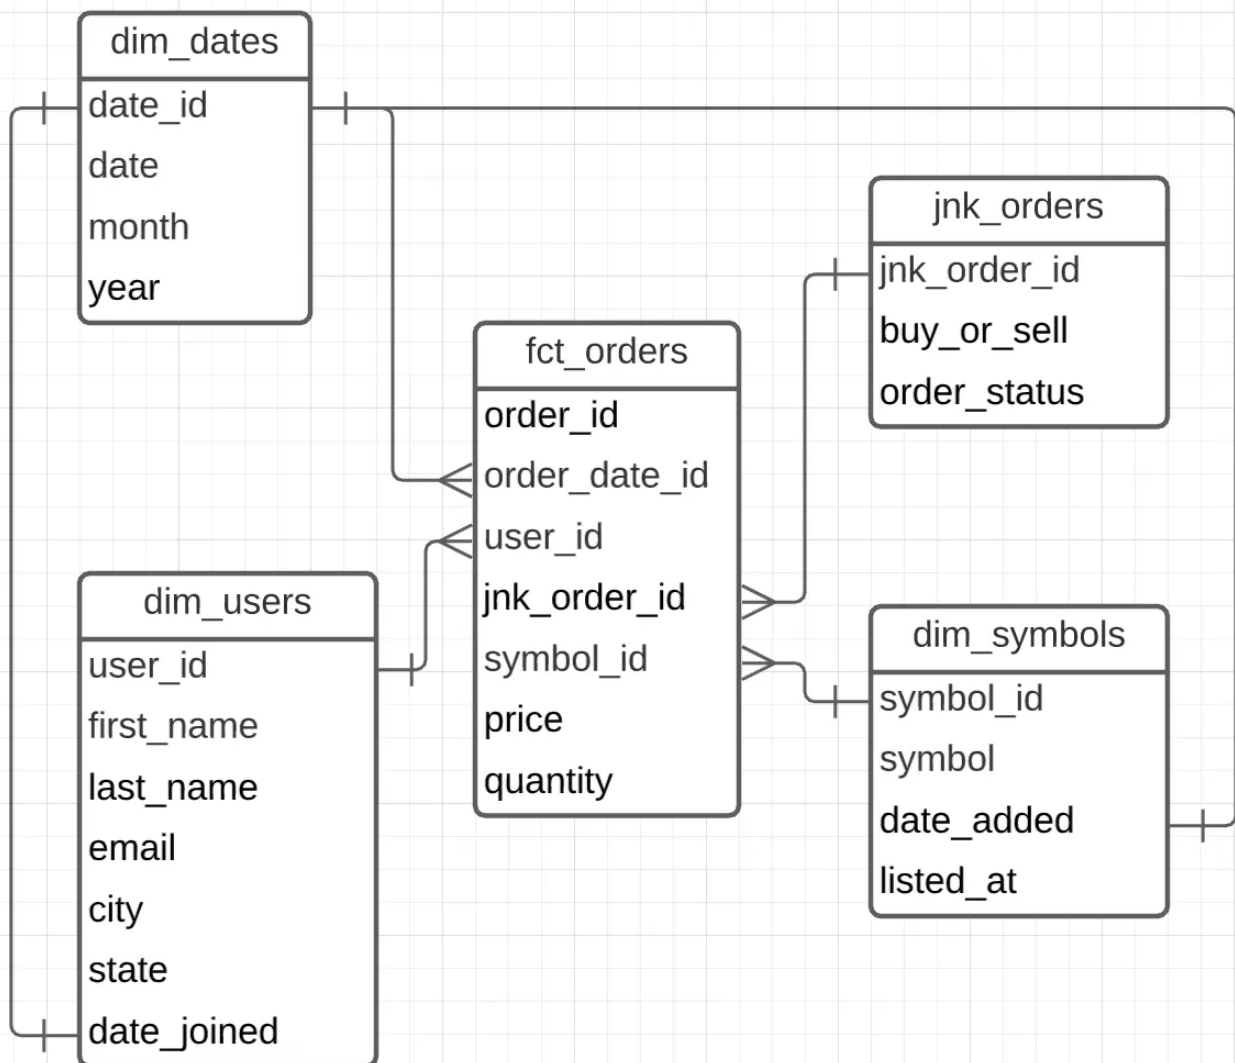 dim_dates
date_id
date
month
year
jnk_orders
jnk_order_id
buy_or_sell
order_status
fct_orders
order_id
order_date_id
user_id
jnk_order_id
symbol_id
price
quantity
dim_users
user_id
first_name
last_name
email
city
state
date_joined
dim_symbols
symbol_id
symbol
date_added
listed_at